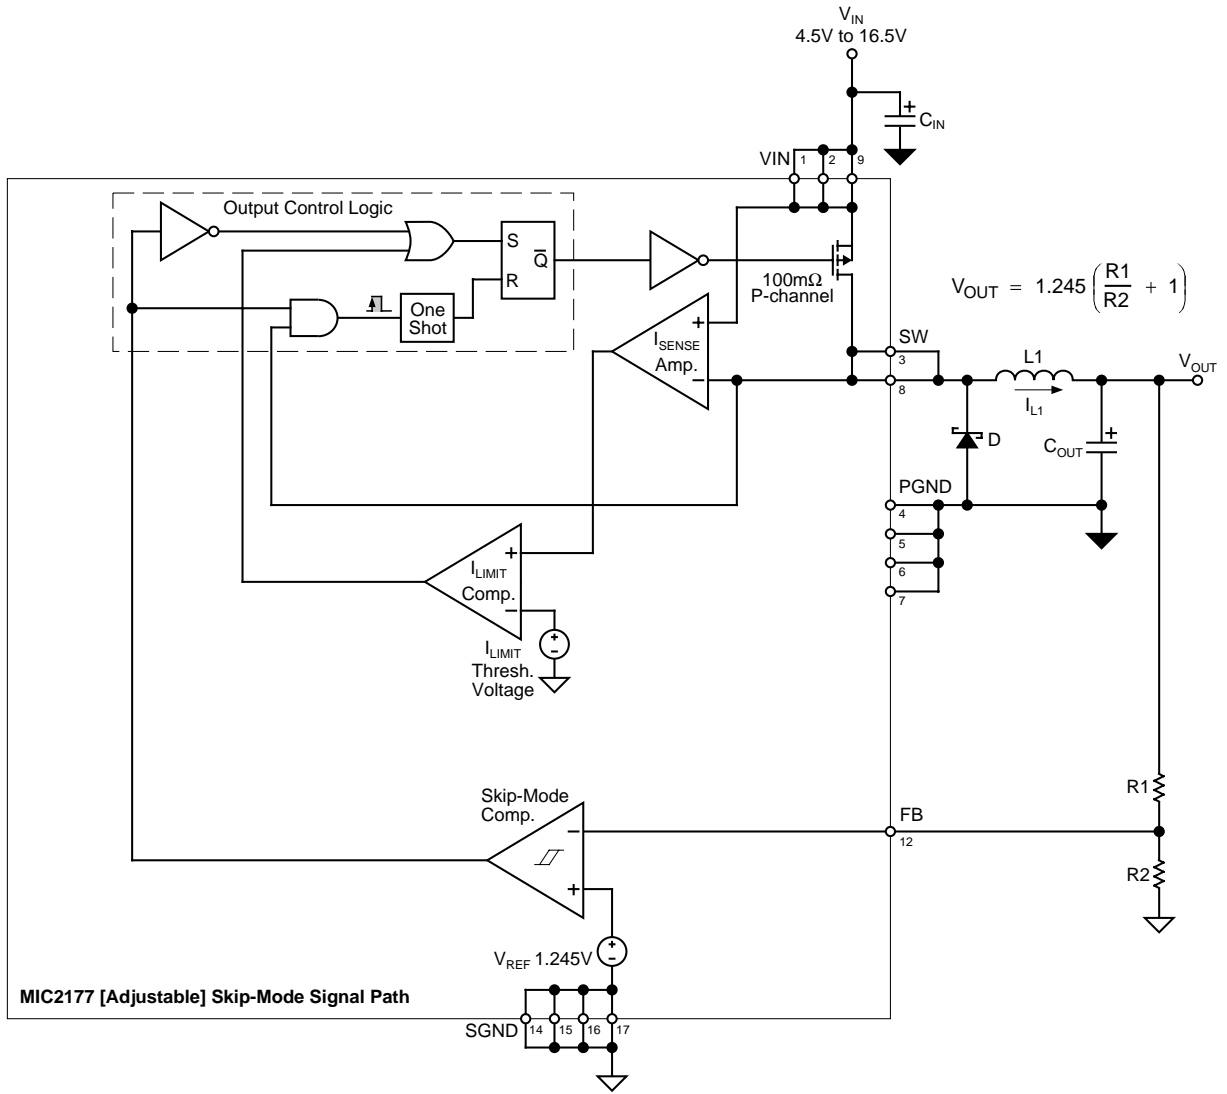 VIN
4.5V to 16.5V
+
CIN
VIN 1 2 9
Output Control Logic
S
Q̅
R
One
Shot
100mΩ
P-channel
VOUT = 1.245 (R1/R2 + 1)
+
ISENSE
Amp.
−
SW
3
8
L1
IL1
VOUT
D
COUT
+
PGND
4
5
6
7
+
ILIMIT
Comp.
−
+
−
ILIMIT
Thresh.
Voltage
Skip-Mode
Comp.
−
+
FB
12
R1
R2
+
−
VREF 1.245V
MIC2177 [Adjustable] Skip-Mode Signal Path
SGND 14 15 16 17